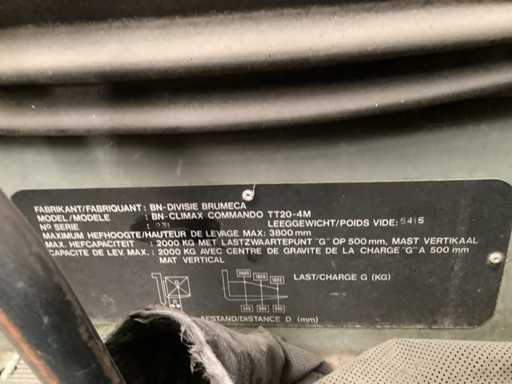 FABRIKANT/FABRIQUANT: BN-DIVISIE BRUMECA
MODEL/MODELE : BN-CLIMAX COMMANDO TT20-4M
Nº SERIE : 231 LEEGGEWICHT/POIDS VIDE: 5415
MAXIMUM HEFHOOGTE/HAUTEUR DE LEVAGE MAX: 3800 mm
MAX. HEFCAPACITEIT : 2000 KG MET LASTZWAARTEPUNT "G" OP 500 mm, MAST VERTIKAAL
CAPACITE DE LEV. MAX. : 2000 KG AVEC CENTRE DE GRAVITE DE LA CHARGE "G" A 500 mm
MAT VERTICAL
LAST/CHARGE G (KG)
AFSTAND/DISTANCE D (mm)